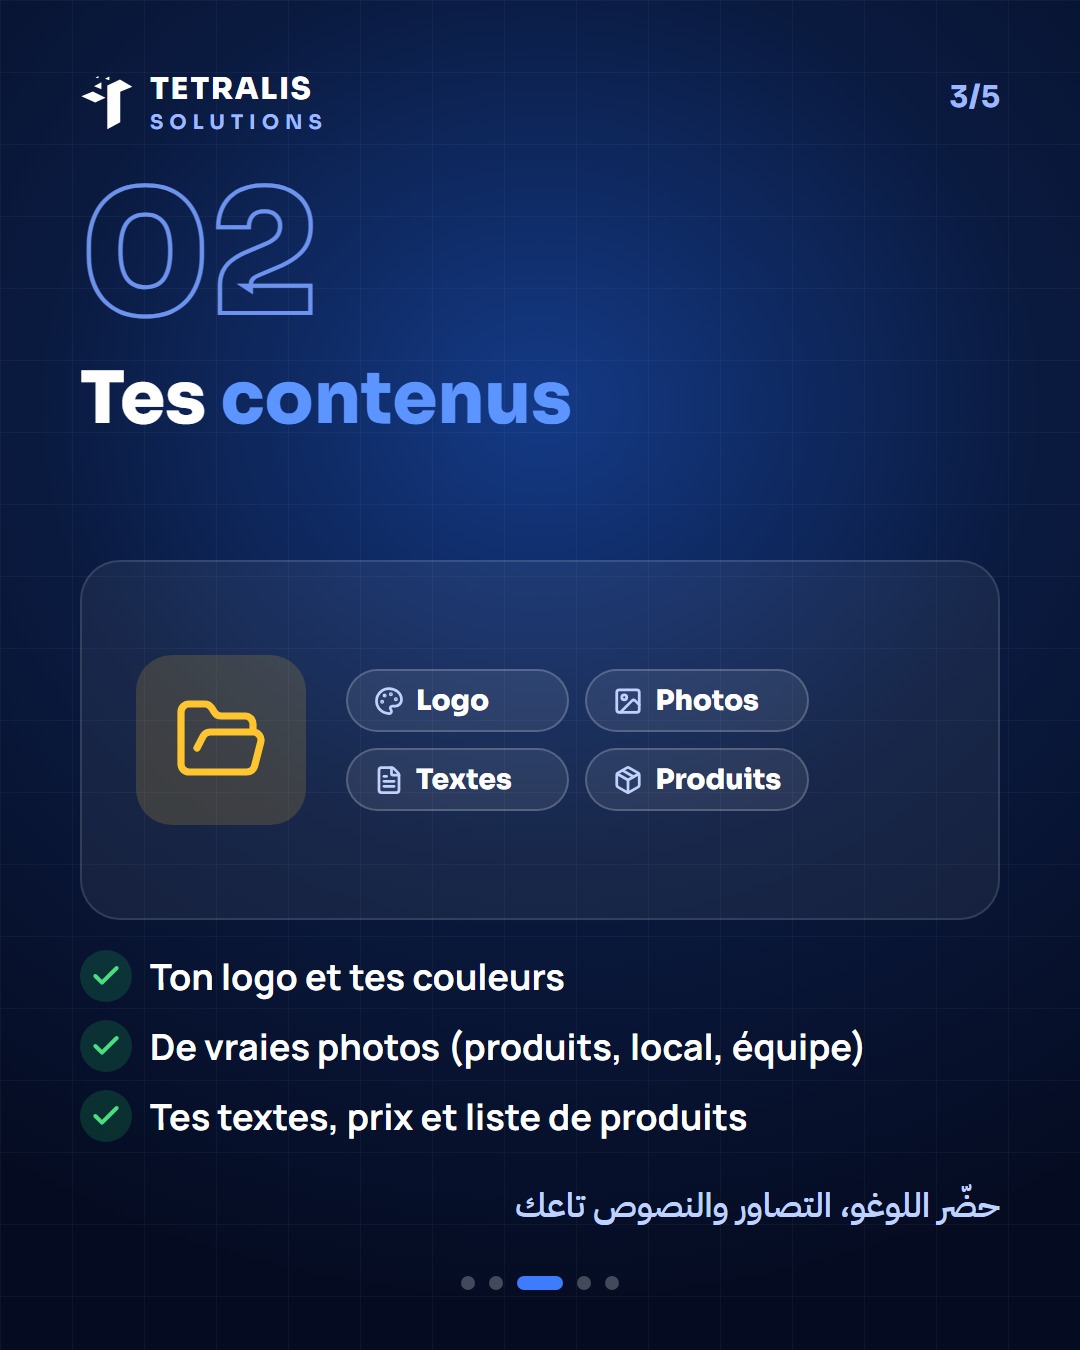 TETRALIS
SOLUTIONS
3/5
02
Tes contenus
Logo
Photos
Textes
Produits
Ton logo et tes couleurs
De vraies photos (produits, local, équipe)
Tes textes, prix et liste de produits
حضّر اللوغو، التصاور والنصوص تاعك